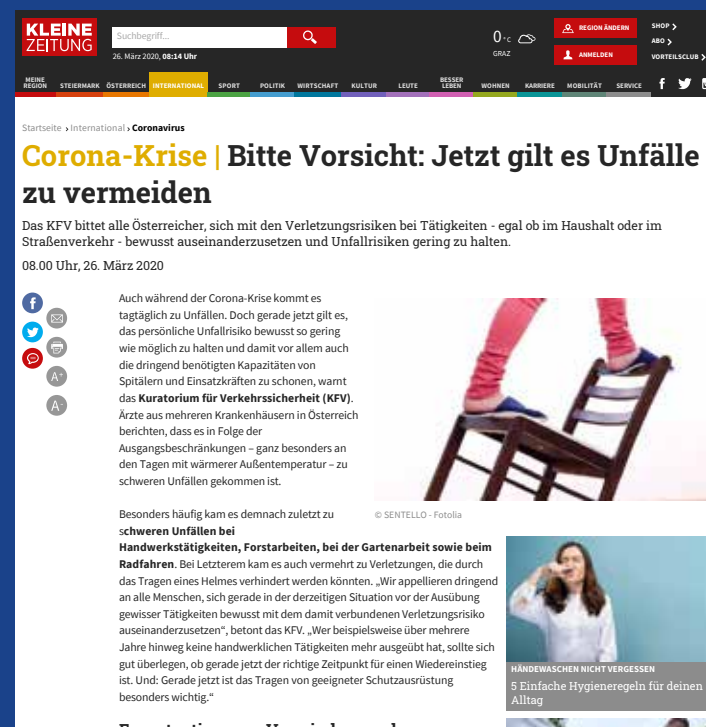 KLEINE
ZEITUNG
Suchbegriff...
26. März 2020, 08:14 Uhr
0 °C
GRAZ
REGION ÄNDERN
ANMELDEN
SHOP
ABO
VORTEILSCLUB
MEINE REGION
STEIERMARK
ÖSTERREICH
INTERNATIONAL
SPORT
POLITIK
WIRTSCHAFT
KULTUR
LEUTE
BESSER LEBEN
WOHNEN
KARRIERE
MOBILITÄT
SERVICE
Startseite › International › Coronavirus
Corona-Krise | Bitte Vorsicht: Jetzt gilt es Unfälle
zu vermeiden
Das KFV bittet alle Österreicher, sich mit den Verletzungsrisiken bei Tätigkeiten - egal ob im Haushalt oder im
Straßenverkehr - bewusst auseinanderzusetzen und Unfallrisiken gering zu halten.
08.00 Uhr, 26. März 2020
A+
A-
Auch während der Corona-Krise kommt es
tagtäglich zu Unfällen. Doch gerade jetzt gilt es,
das persönliche Unfallrisiko bewusst so gering
wie möglich zu halten und damit vor allem auch
die dringend benötigten Kapazitäten von
Spitälern und Einsatzkräften zu schonen, warnt
das Kuratorium für Verkehrssicherheit (KFV).
Ärzte aus mehreren Krankenhäusern in Österreich
berichten, dass es in Folge der
Ausgangsbeschränkungen – ganz besonders an
den Tagen mit wärmerer Außentemperatur – zu
schweren Unfällen gekommen ist.
© SENTELLO - Fotolia
Besonders häufig kam es demnach zuletzt zu
schweren Unfällen bei
Handwerkstätigkeiten, Forstarbeiten, bei der Gartenarbeit sowie beim
Radfahren. Bei Letzterem kam es auch vermehrt zu Verletzungen, die durch
das Tragen eines Helmes verhindert werden könnten. „Wir appellieren dringend
an alle Menschen, sich gerade in der derzeitigen Situation vor der Ausübung
gewisser Tätigkeiten bewusst mit dem damit verbundenen Verletzungsrisiko
auseinanderzusetzen“, betont das KFV. „Wer beispielsweise über mehrere
Jahre hinweg keine handwerklichen Tätigkeiten mehr ausgeübt hat, sollte sich
gut überlegen, ob gerade jetzt der richtige Zeitpunkt für einen Wiedereinstieg
ist. Und: Gerade jetzt ist das Tragen von geeigneter Schutzausrüstung
besonders wichtig.“
HÄNDEWASCHEN NICHT VERGESSEN
5 Einfache Hygieneregeln für deinen
Alltag